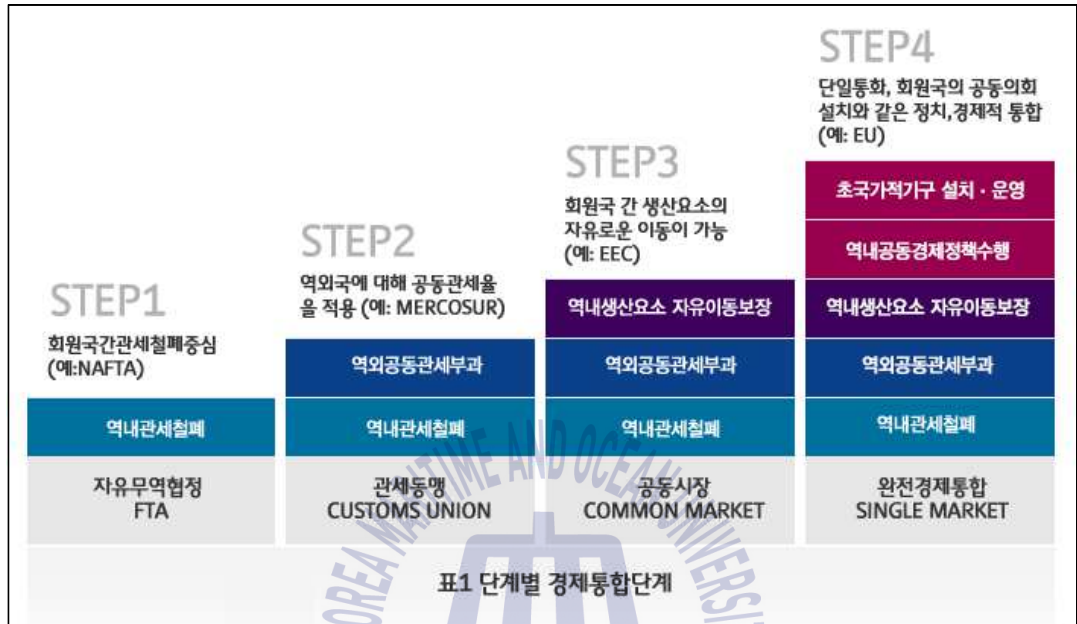 STEP1
회원국간관세철폐중심
(예:NAFTA)
역내관세철폐
자유무역협정
FTA
STEP2
역외국에 대해 공동관세율
을 적용 (예: MERCOSUR)
역외공동관세부과
역내관세철폐
관세동맹
CUSTOMS UNION
STEP3
회원국 간 생산요소의
자유로운 이동이 가능
(예: EEC)
역내생산요소 자유이동보장
역외공동관세부과
역내관세철폐
공동시장
COMMON MARKET
STEP4
단일통화, 회원국의 공동의회
설치와 같은 정치,경제적 통합
(예: EU)
초국가적기구 설치 · 운영
역내공동경제정책수행
역내생산요소 자유이동보장
역외공동관세부과
역내관세철폐
완전경제통합
SINGLE MARKET
표1 단계별 경제통합단계
KOREA MARITIME AND OCEAN UNIVERSI